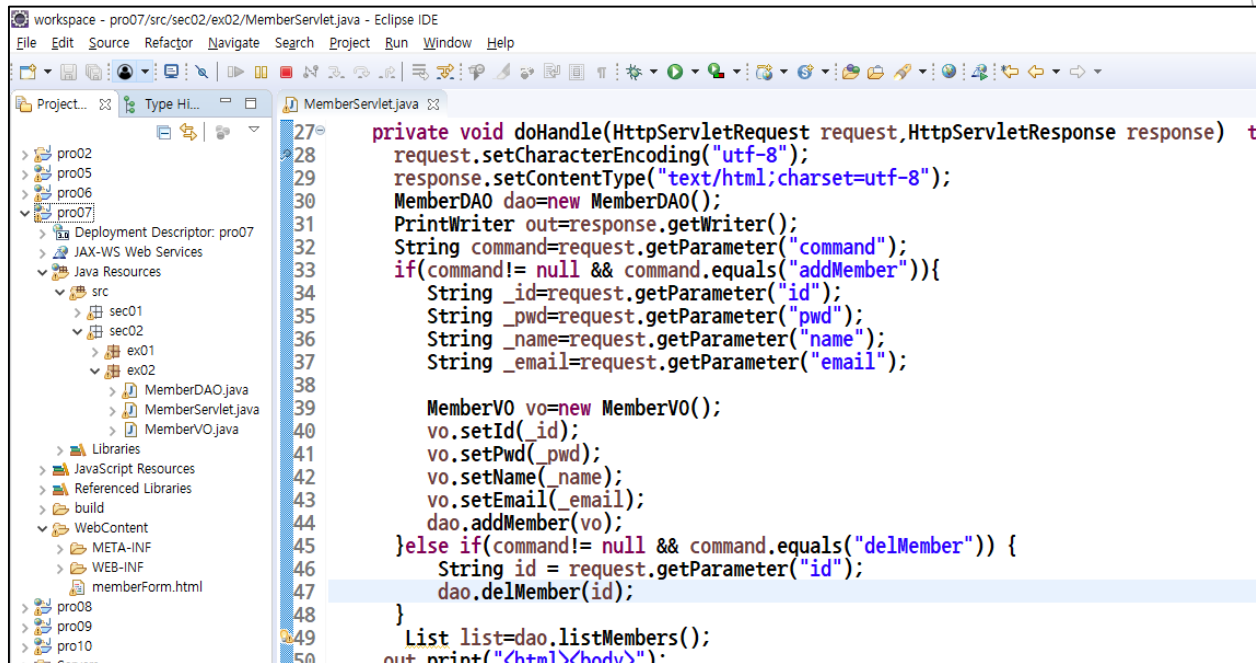 workspace - pro07/src/sec02/ex02/MemberServlet.java - Eclipse IDE
File Edit Source Refactor Navigate Search Project Run Window Help
Project... Type Hi...
MemberServlet.java
pro02
pro05
pro06
pro07
Deployment Descriptor: pro07
JAX-WS Web Services
Java Resources
src
sec01
sec02
ex01
ex02
MemberDAO.java
MemberServlet.java
MemberVO.java
Libraries
JavaScript Resources
Referenced Libraries
build
WebContent
META-INF
WEB-INF
memberForm.html
pro08
pro09
pro10
27 private void doHandle(HttpServletRequest request,HttpServletResponse response) t
28 request.setCharacterEncoding("utf-8");
29 response.setContentType("text/html;charset=utf-8");
30 MemberDAO dao=new MemberDAO();
31 PrintWriter out=response.getWriter();
32 String command=request.getParameter("command");
33 if(command!= null && command.equals("addMember")){
34 String _id=request.getParameter("id");
35 String _pwd=request.getParameter("pwd");
36 String _name=request.getParameter("name");
37 String _email=request.getParameter("email");
38
39 MemberVO vo=new MemberVO();
40 vo.setId(_id);
41 vo.setPwd(_pwd);
42 vo.setName(_name);
43 vo.setEmail(_email);
44 dao.addMember(vo);
45 }else if(command!= null && command.equals("delMember")) {
46 String id = request.getParameter("id");
47 dao.delMember(id);
48 }
49 List list=dao.listMembers();
50 out.print("<html><body>");